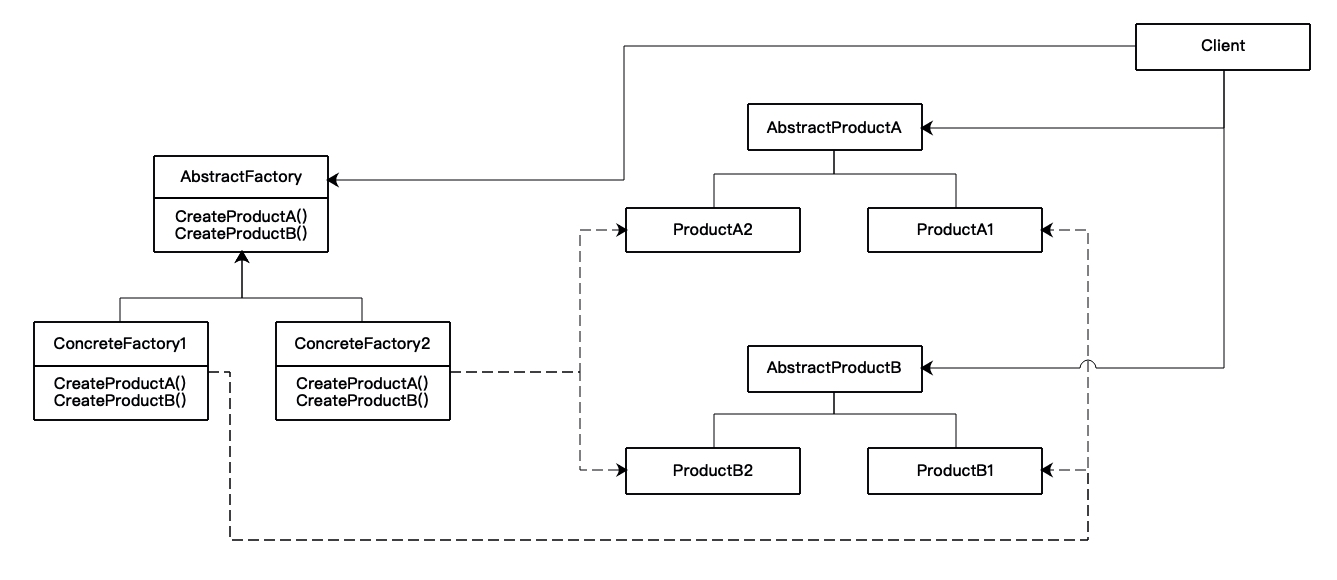 Client
AbstractProductA
AbstractFactory
CreateProductA()
CreateProductB()
ProductA2
ProductA1
ConcreteFactory1
ConcreteFactory2
AbstractProductB
CreateProductA()
CreateProductB()
CreateProductA()
CreateProductB()
ProductB2
ProductB1